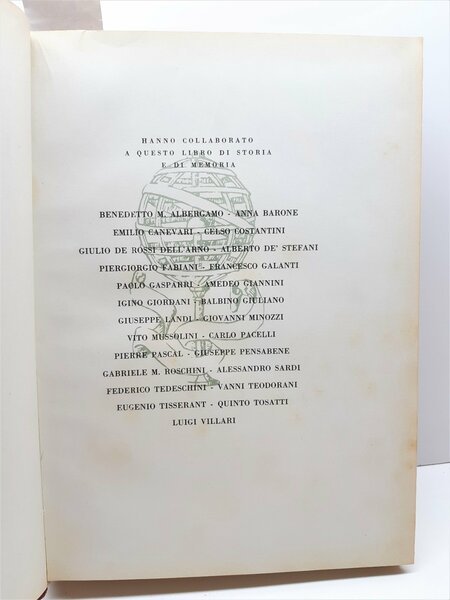 HANNO COLLABORATO
A QUESTO LIBRO DI STORIA
E DI MEMORIA
BENEDETTO M. ALBERGAMO - ANNA BARONE
EMILIO CANEVARI - CELSO COSTANTINI
GIULIO DE ROSSI DELL'ARNO - ALBERTO DE' STEFANI
PIERGIORGIO FABIANI - FRANCESCO GALANTI
PAOLO GASPARRI - AMEDEO GIANNINI
IGINO GIORDANI - BALBINO GIULIANO
GIUSEPPE LANDI - GIOVANNI MINOZZI
VITO MUSSOLINI - CARLO PACELLI
PIERRE PASCAL - GIUSEPPE PENSABENE
GABRIELE M. ROSCHINI - ALESSANDRO SARDI
FEDERICO TEDESCHINI - VANNI TEODORANI
EUGENIO TISSERANT - QUINTO TOSATTI
LUIGI VILLARI